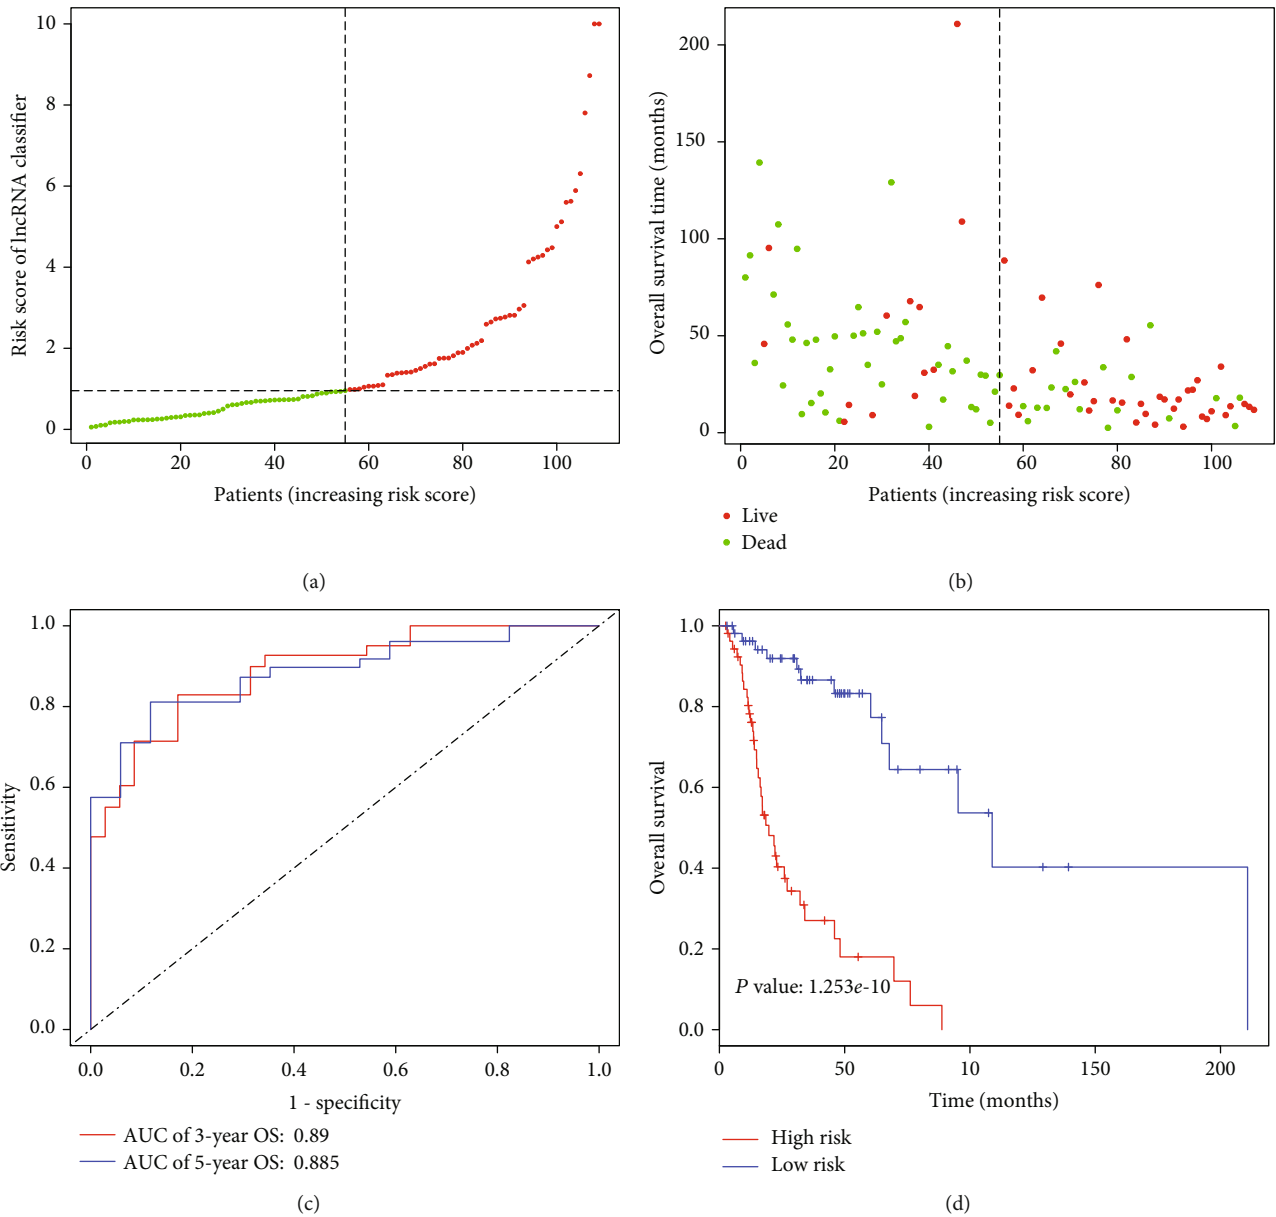 10
8
6
4
2
0
Risk score of lncRNA classifier
0 20 40 60 80 100
Patients (increasing risk score)
(a)
200
150
100
50
0
Overall survival time (months)
0 20 40 60 80 100
Patients (increasing risk score)
Live
Dead
(b)
1.0
0.8
0.6
0.4
0.2
0.0
Sensitivity
0.0 0.2 0.4 0.6 0.8 1.0
1 - specificity
AUC of 3-year OS: 0.89
AUC of 5-year OS: 0.885
(c)
1.0
0.8
0.6
0.4
0.2
0.0
Overall survival
P value: 1.253e-10
0 50 10 150 200
Time (months)
High risk
Low risk
(d)